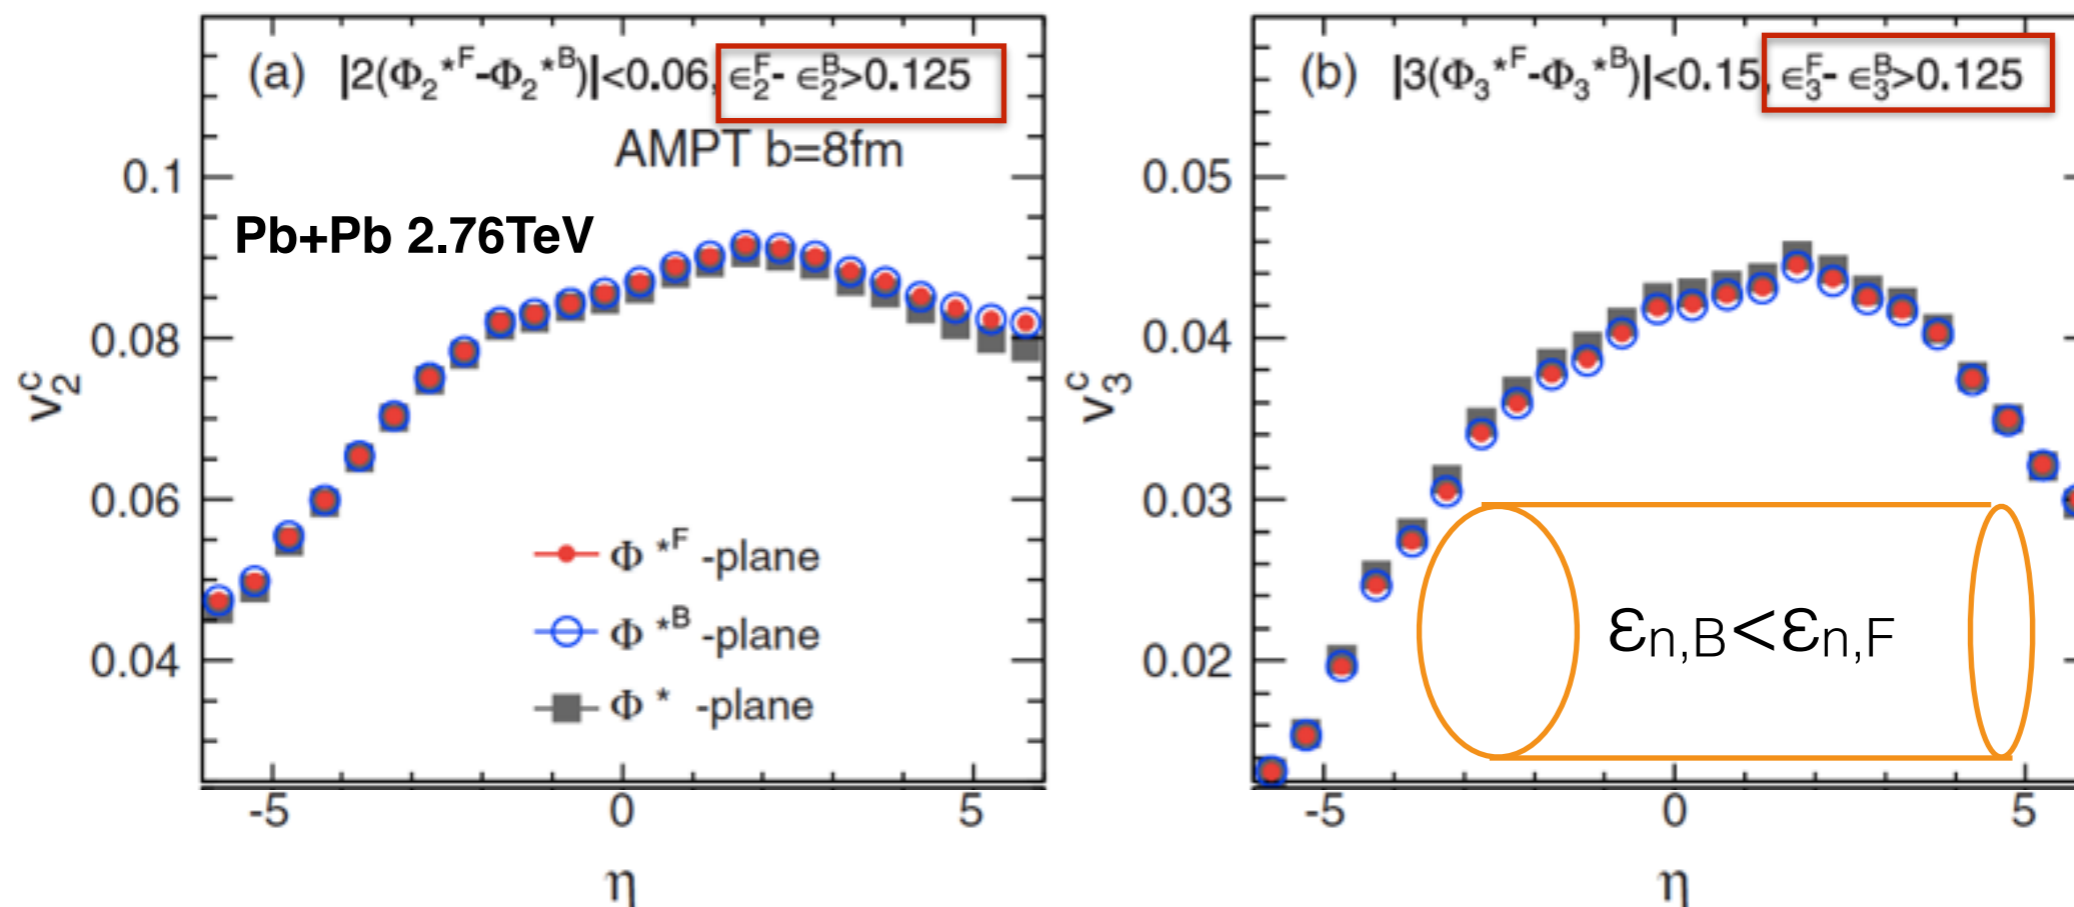 (a) |2(Φ₂*ᶠ-Φ₂*ᴮ)|<0.06, ϵ₂ᶠ- ϵ₂ᴮ>0.125
AMPT b=8fm
Pb+Pb 2.76TeV
0.1
0.08
0.06
0.04
v₂ᶜ
Φ *ᶠ -plane
Φ *ᴮ -plane
Φ * -plane
-5 0 5
η
(b) |3(Φ₃*ᶠ-Φ₃*ᴮ)|<0.15, ϵ₃ᶠ- ϵ₃ᴮ>0.125
0.05
0.04
0.03
0.02
v₃ᶜ
εn,B<εn,F
-5 0 5
η